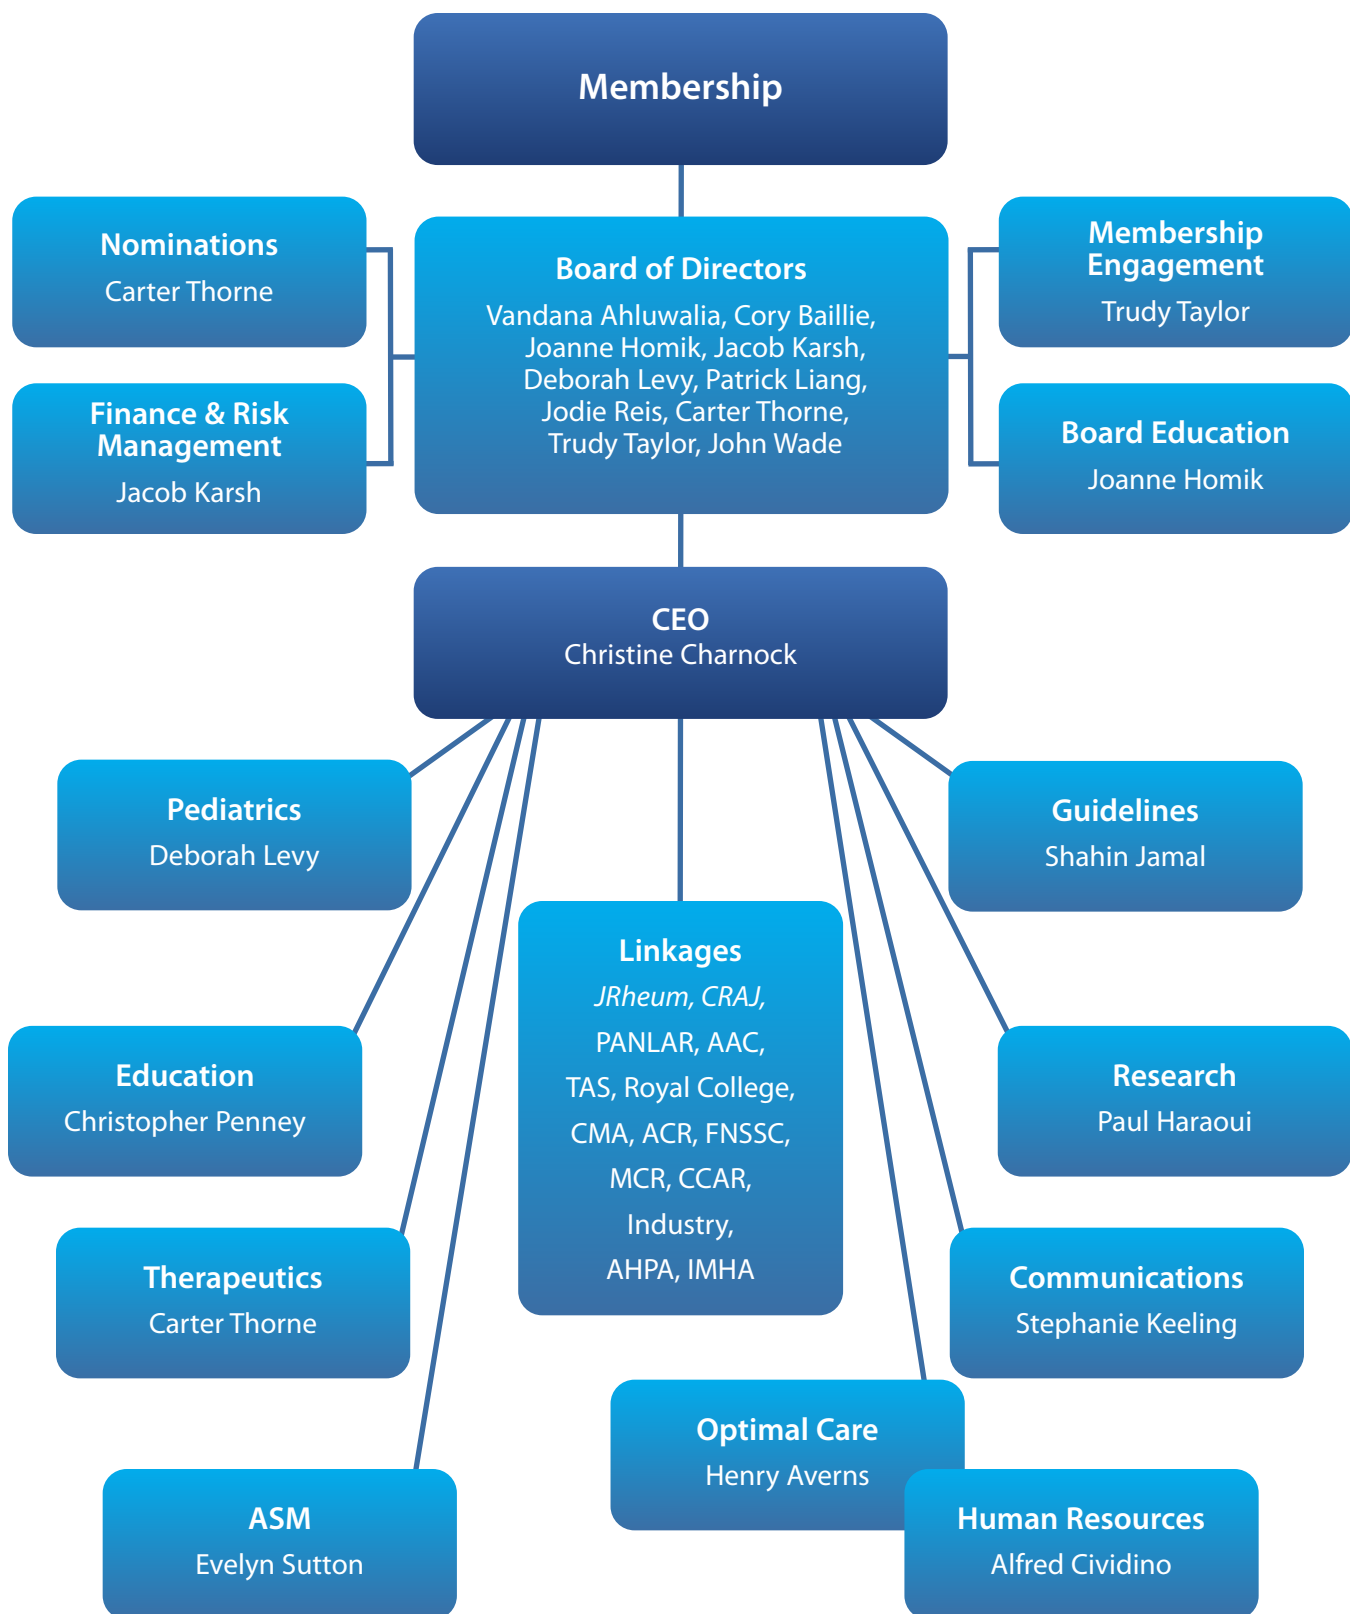 Membership
Nominations
Carter Thorne
Finance & Risk
Management
Jacob Karsh
Board of Directors
Vandana Ahluwalia, Cory Baillie,
Joanne Homik, Jacob Karsh,
Deborah Levy, Patrick Liang,
Jodie Reis, Carter Thorne,
Trudy Taylor, John Wade
Membership
Engagement
Trudy Taylor
Board Education
Joanne Homik
CEO
Christine Charnock
Pediatrics
Deborah Levy
Education
Christopher Penney
Therapeutics
Carter Thorne
ASM
Evelyn Sutton
Linkages
JRheum, CRAJ,
PANLAR, AAC,
TAS, Royal College,
CMA, ACR, FNSSC,
MCR, CCAR,
Industry,
AHPA, IMHA
Guidelines
Shahin Jamal
Research
Paul Haraoui
Communications
Stephanie Keeling
Optimal Care
Henry Averns
Human Resources
Alfred Cividino